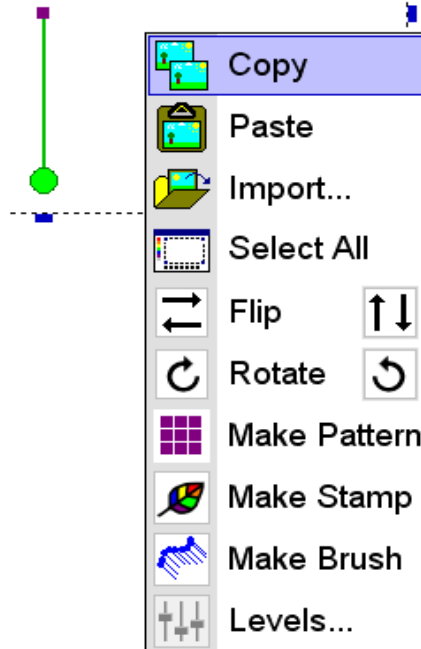 Copy
Paste
Import...
Select All
Flip
Rotate
Make Pattern
Make Stamp
Make Brush
Levels...